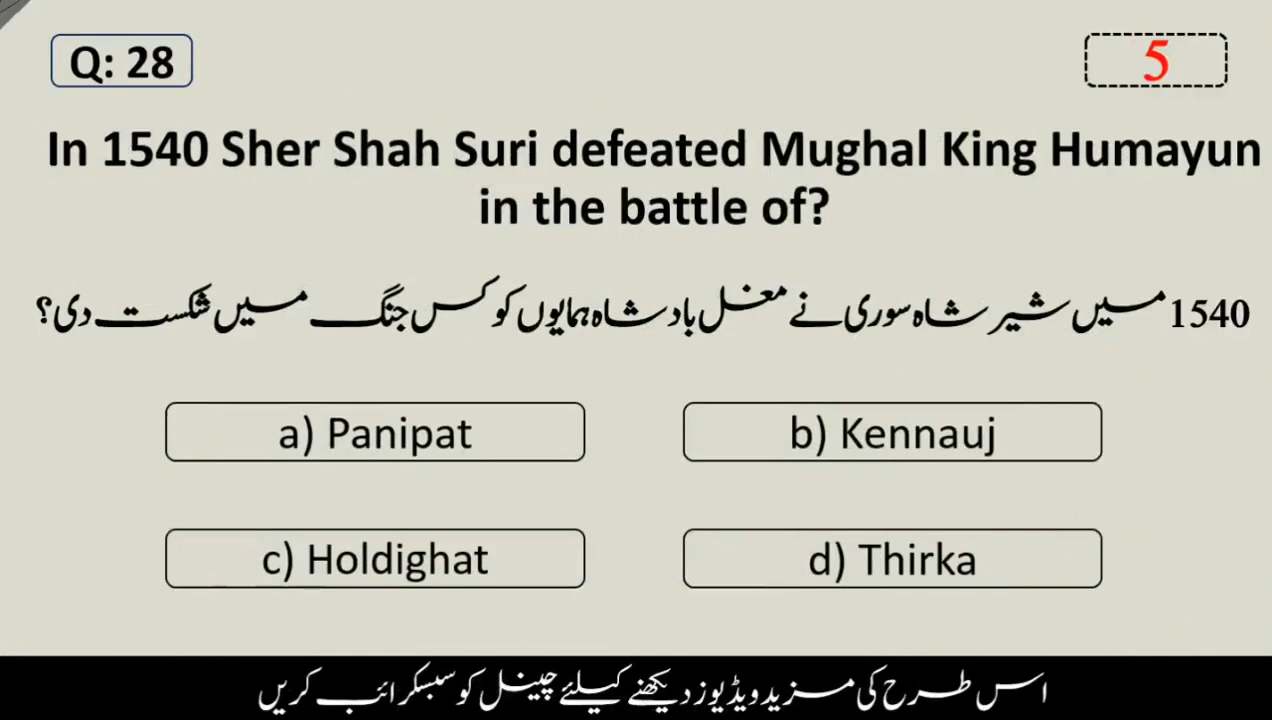 Q: 28
5
In 1540 Sher Shah Suri defeated Mughal King Humayun
in the battle of?
1540 میں شیر شاہ سوری نے مغل بادشاہ ہمایوں کو کس جنگ میں شکست دی؟
a) Panipat
b) Kennauj
c) Holdighat
d) Thirka
اس طرح کی مزید ویڈیوز دیکھنے کیلئے چینل کو سبسکرائب کریں